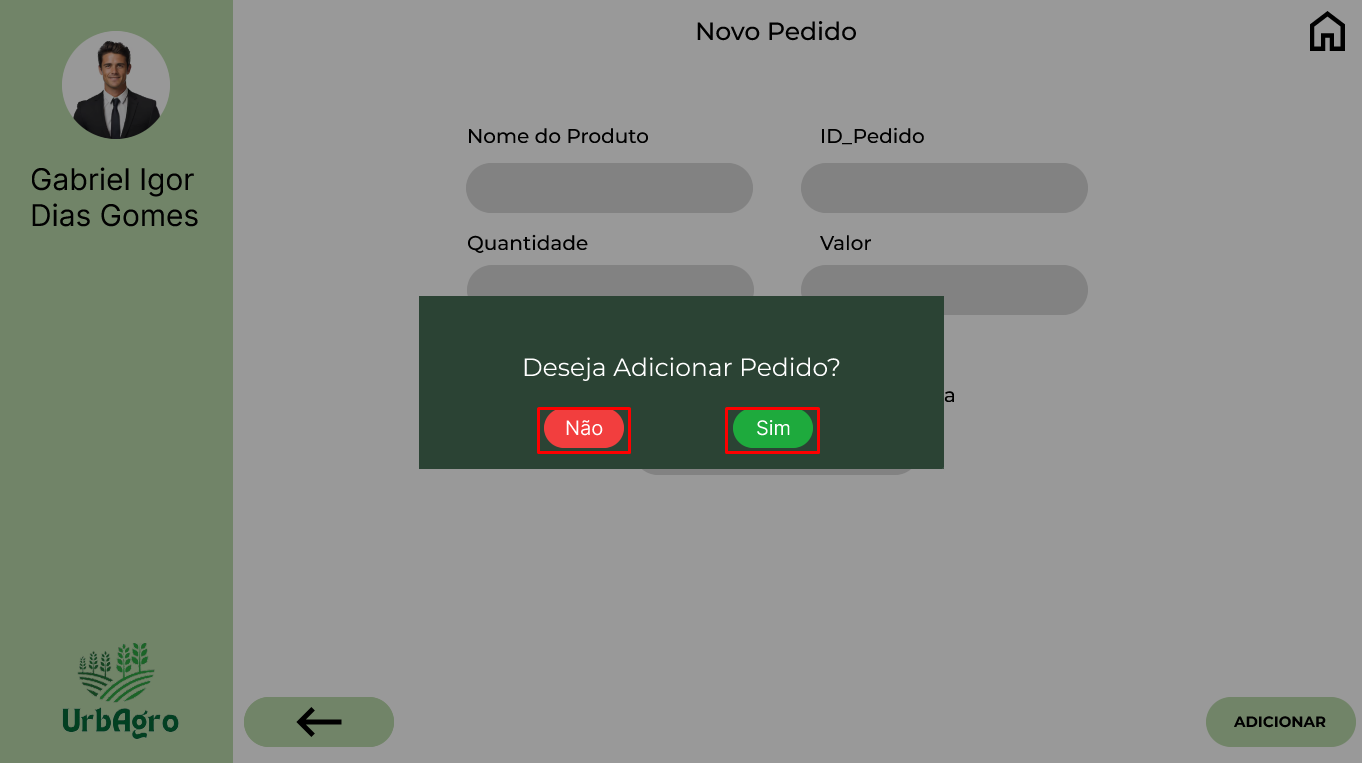 Novo Pedido
Gabriel Igor
Dias Gomes
Nome do Produto
ID_Pedido
Quantidade
Valor
Deseja Adicionar Pedido?
a
Não
Sim
UrbAgro
ADICIONAR